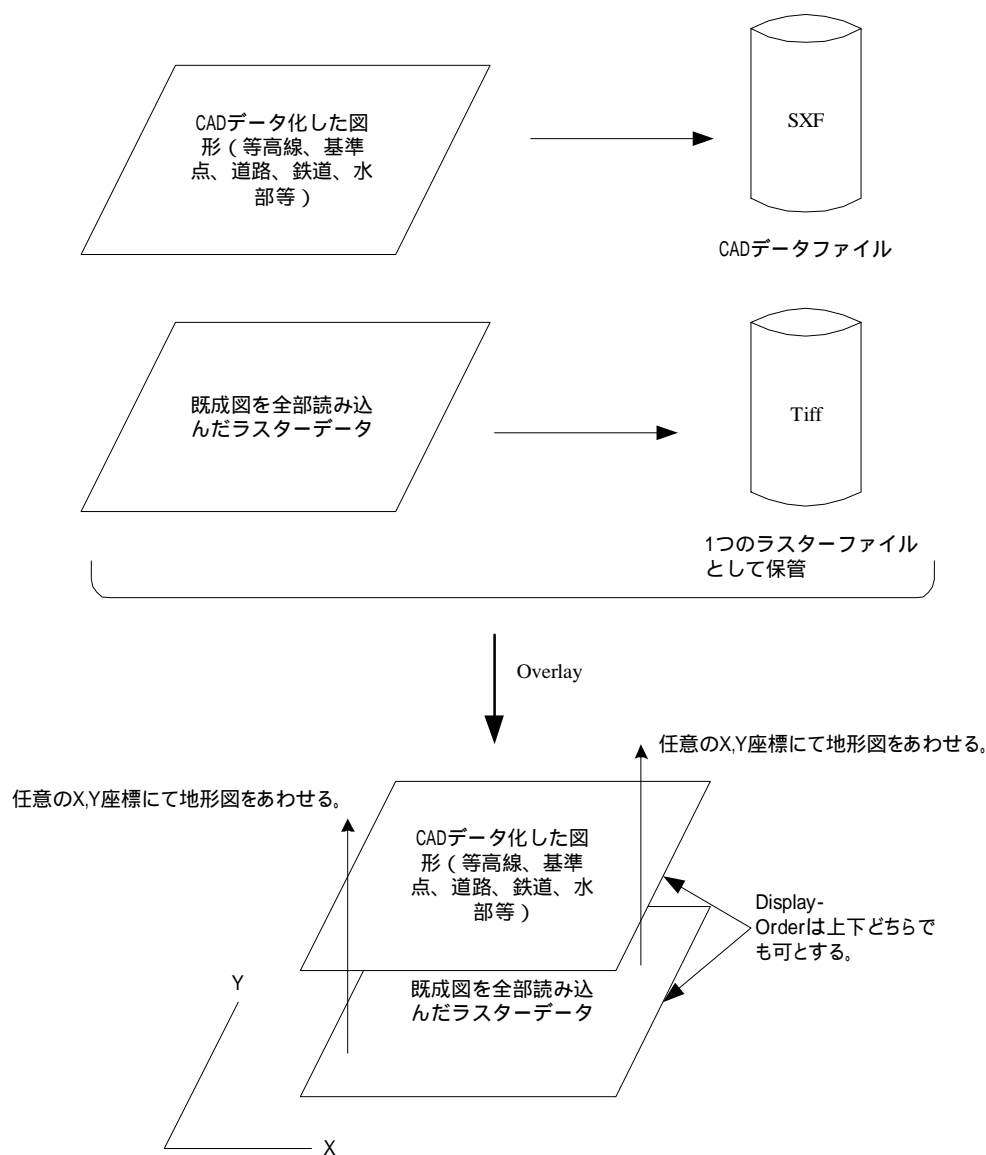 CADデータ化した図
形（等高線、基準
点、道路、鉄道、水
部等）
SXF
CADデータファイル
既成図を全部読み込
んだラスターデータ
Tiff
1つのラスターファイル
として保管
Overlay
任意のX,Y座標にて地形図をあわせる。
任意のX,Y座標にて地形図をあわせる。
CADデータ化した図
形（等高線、基準
点、道路、鉄道、水
部等）
Display-
Orderは上下どちらで
も可とする。
既成図を全部読み込
んだラスターデータ
Y
X